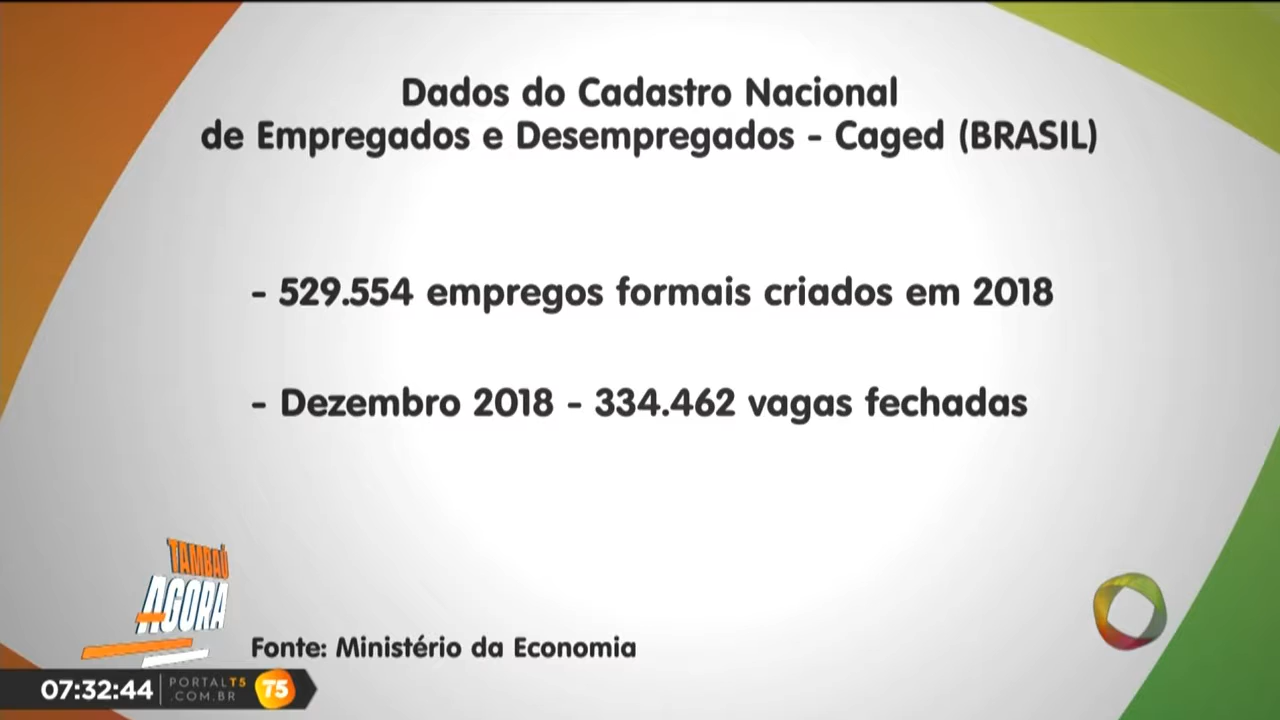 Dados do Cadastro Nacional
de Empregados e Desempregados - Caged (BRASIL)
- 529.554 empregos formais criados em 2018
- Dezembro 2018 - 334.462 vagas fechadas
TAMBAÚ
AGORA
Fonte: Ministério da Economia
07:32:44
PORTALT5
.COM.BR
T5